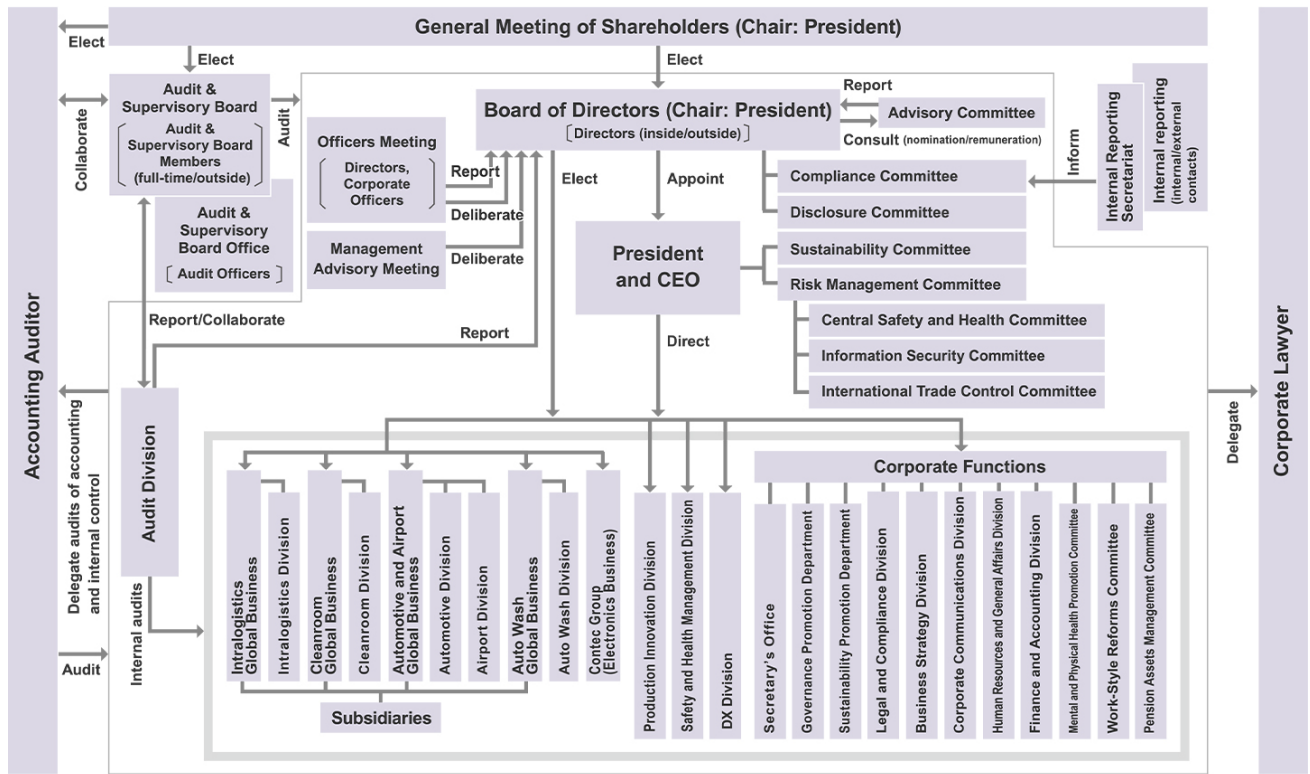 General Meeting of Shareholders (Chair: President)
Elect
Elect
Elect
Accounting Auditor
Corporate Lawyer
Audit &
Supervisory Board
Audit &
Supervisory Board
Members
(full-time/outside)
Collaborate
Audit
Audit &
Supervisory
Board Office
Audit Officers
Officers Meeting
Directors,
Corporate
Officers
Report
Deliberate
Management
Advisory Meeting
Deliberate
Board of Directors (Chair: President)
Directors (inside/outside)
Report
Advisory Committee
Consult (nomination/remuneration)
Elect
Appoint
Compliance Committee
Disclosure Committee
Inform
Internal Reporting
Secretariat
Internal reporting
(internal/external
contacts)
President
and CEO
Sustainability Committee
Risk Management Committee
Central Safety and Health Committee
Information Security Committee
International Trade Control Committee
Report/Collaborate
Report
Direct
Audit Division
Delegate audits of accounting
and internal control
Internal audits
Audit
Delegate
Intralogistics
Global Business
Intralogistics Division
Cleanroom
Global Business
Cleanroom Division
Automotive and Airport
Global Business
Automotive Division
Airport Division
Auto Wash
Global Business
Auto Wash Division
Contec Group
(Electronics Business)
Subsidiaries
Production Innovation Division
Safety and Health Management Division
DX Division
Corporate Functions
Secretary's Office
Governance Promotion Department
Sustainability Promotion Department
Legal and Compliance Division
Business Strategy Division
Corporate Communications Division
Human Resources and General Affairs Division
Finance and Accounting Division
Mental and Physical Health Promotion Committee
Work-Style Reforms Committee
Pension Assets Management Committee